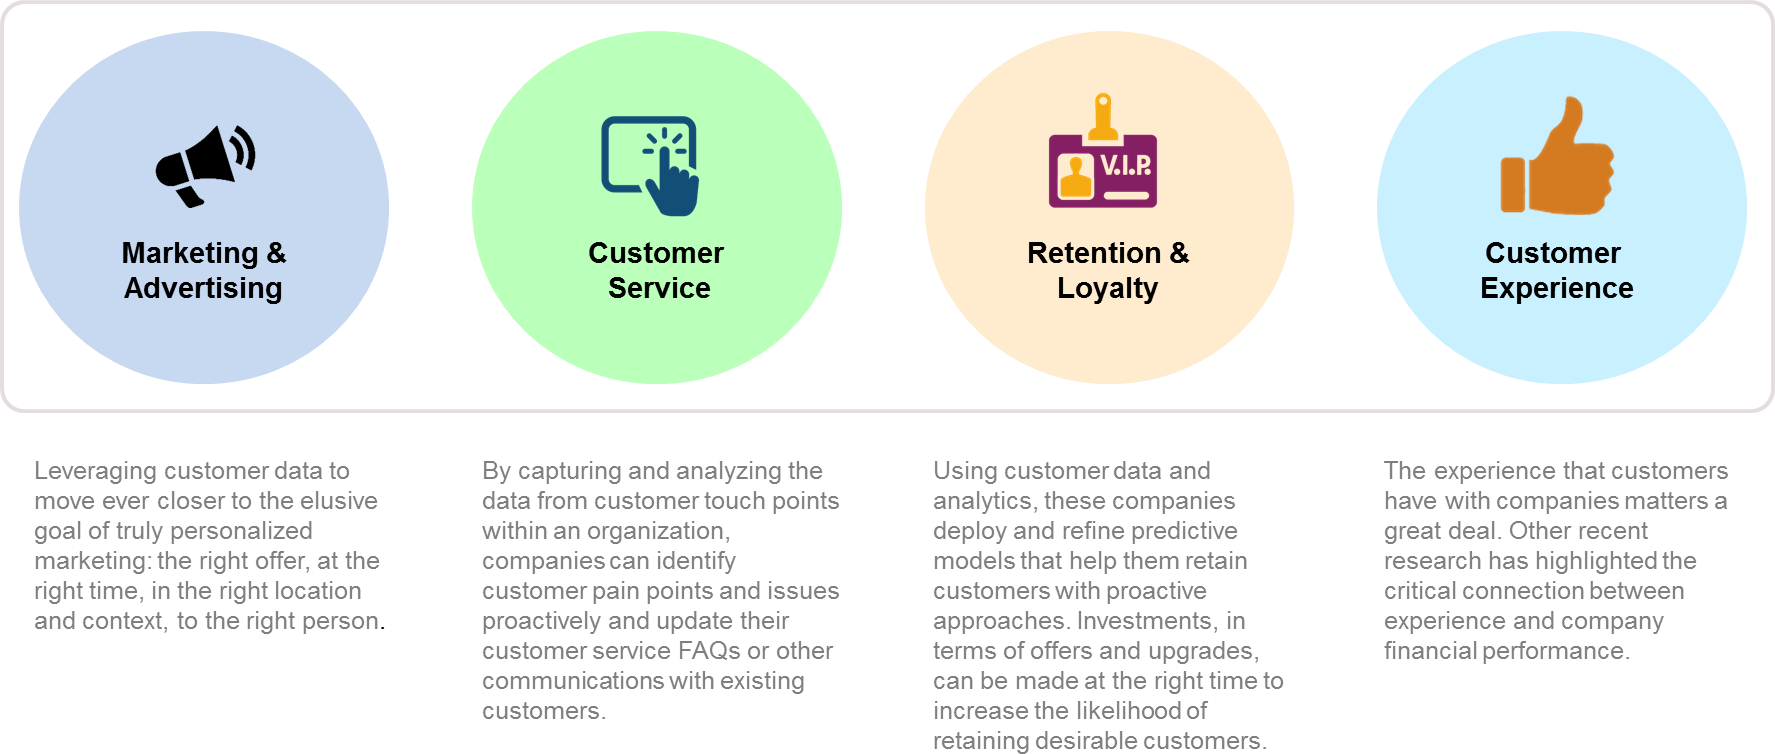 Marketing &
Advertising
Customer
Service
V.I.P.
Retention &
Loyalty
Customer
Experience
Leveraging customer data to
move ever closer to the elusive
goal of truly personalized
marketing: the right offer, at the
right time, in the right location
and context, to the right person.
By capturing and analyzing the
data from customer touch points
within an organization,
companies can identify
customer pain points and issues
proactively and update their
customer service FAQs or other
communications with existing
customers.
Using customer data and
analytics, these companies
deploy and refine predictive
models that help them retain
customers with proactive
approaches. Investments, in
terms of offers and upgrades,
can be made at the right time to
increase the likelihood of
retaining desirable customers.
The experience that customers
have with companies matters a
great deal. Other recent
research has highlighted the
critical connection between
experience and company
financial performance.